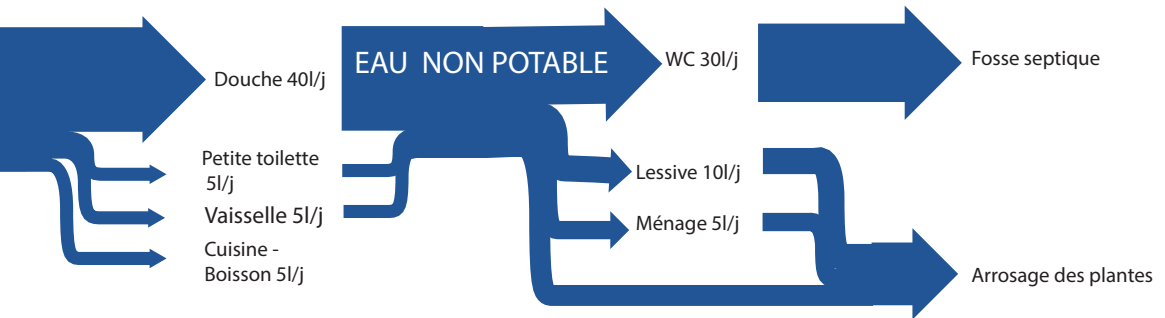 Douche 40l/j
Petite toilette
5l/j
Vaisselle 5l/j
Cuisine -
Boisson 5l/j
EAU NON POTABLE
WC 30l/j
Lessive 10l/j
Ménage 5l/j
Fosse septique
Arrosage des plantes